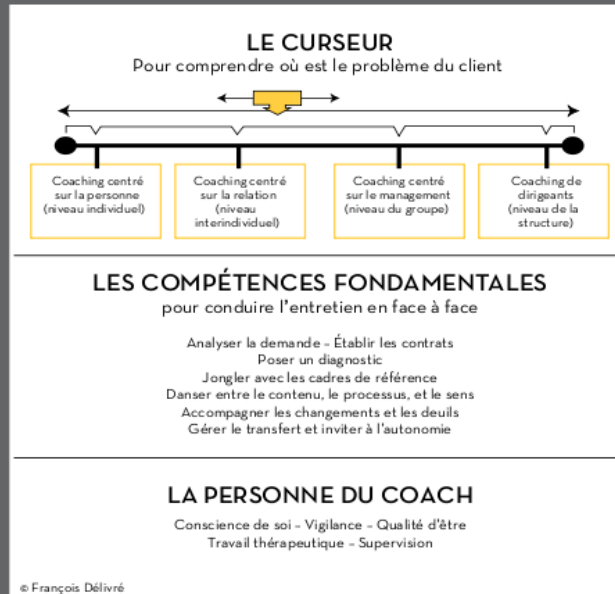 LE CURSEUR
Pour comprendre où est le problème du client
Coaching centré
sur la personne
(niveau individuel)
Coaching centré
sur la relation
(niveau
interindividuel)
Coaching centré
sur le management
(niveau du groupe)
Coaching de
dirigeants
(niveau de la
structure)
LES COMPÉTENCES FONDAMENTALES
pour conduire l'entretien en face à face
Analyser la demande – Établir les contrats
Poser un diagnostic
Jongler avec les cadres de référence
Danser entre le contenu, le processus, et le sens
Accompagner les changements et les deuils
Gérer le transfert et inviter à l'autonomie
LA PERSONNE DU COACH
Conscience de soi – Vigilance – Qualité d'être
Travail thérapeutique – Supervision
© François Délivré